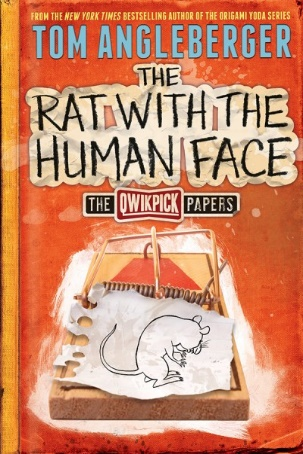 FROM THE NEW YORK TIMES BESTSELLING AUTHOR OF THE ORIGAMI YODA SERIES
TOM ANGLEBERGER
THE
RAT WITH THE
HUMAN FACE
THE QWIKPICK PAPERS